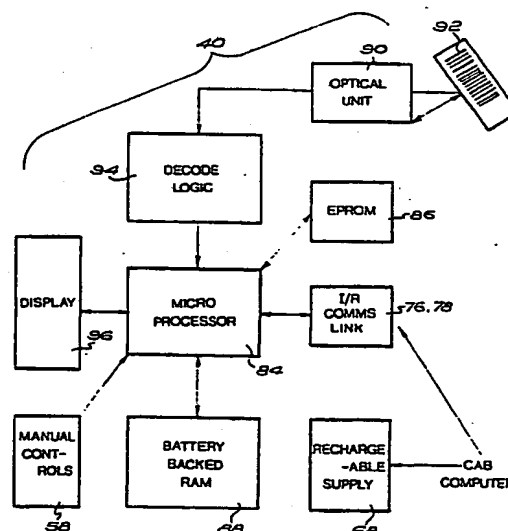 40
90
92
OPTICAL
UNIT
94
DECODE
LOGIC
EPROM
86
DISPLAY
MICRO
PROCESSOR
I/R
COMMS
LINK
76,78
96
84
MANUAL
CONT-
ROLS
BATTERY
BACKED
RAM
RECHARGE
-ABLE
SUPPLY
CAB
COMPUTER
58
88